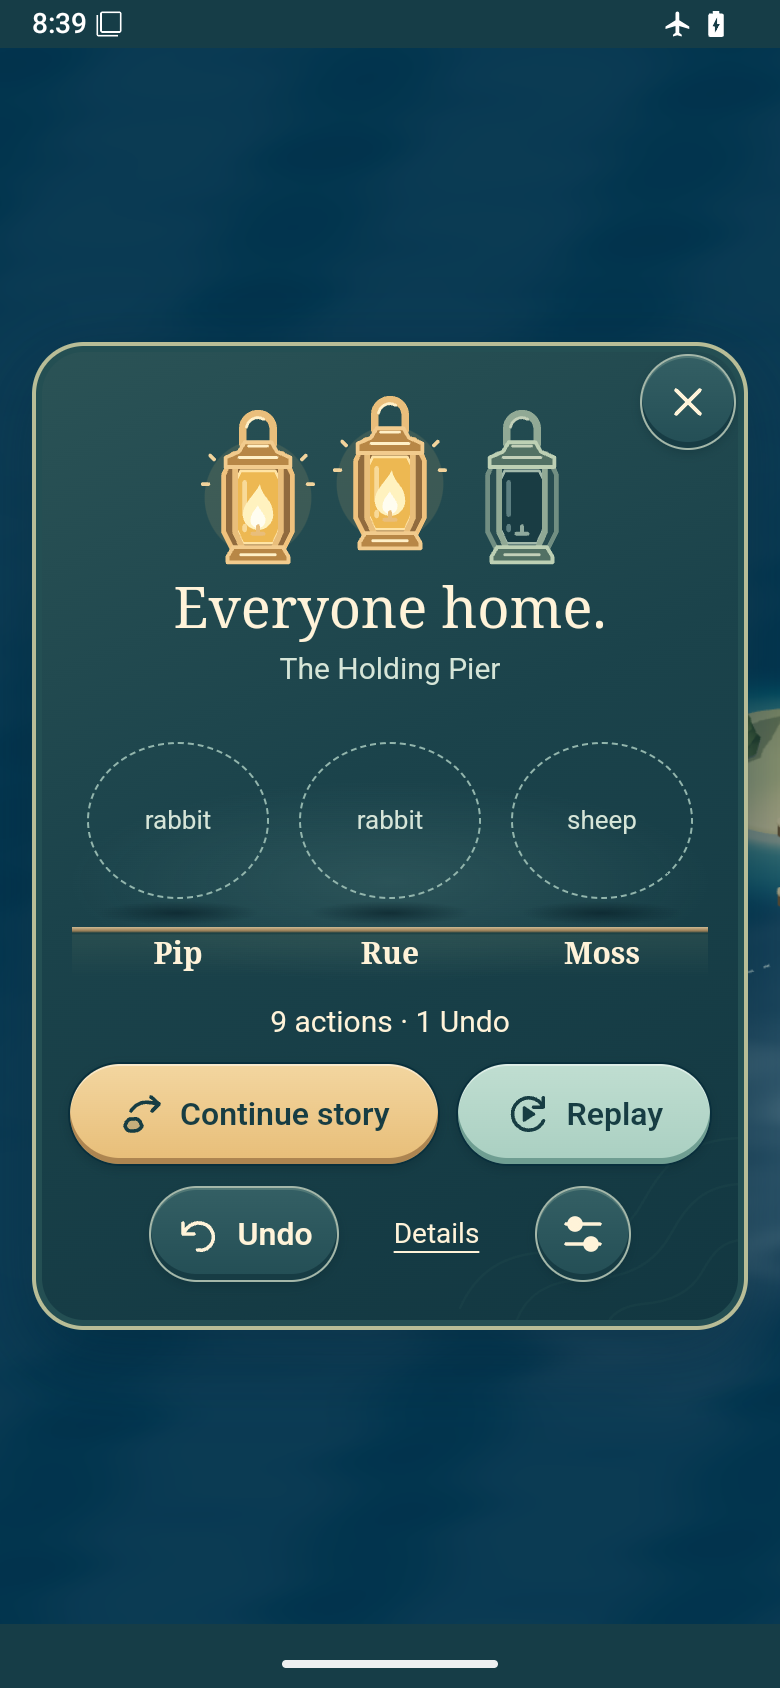 8:39
Everyone home.
The Holding Pier
rabbit
rabbit
sheep
Pip
Rue
Moss
9 actions · 1 Undo
Continue story
Replay
Undo
Details